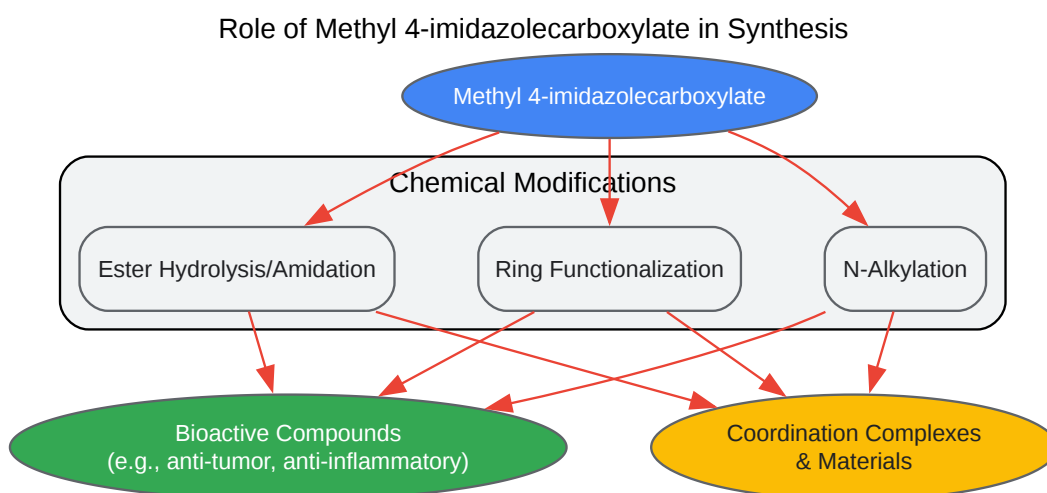 Role of Methyl 4-imidazolecarboxylate in Synthesis
Methyl 4-imidazolecarboxylate
Chemical Modifications
Ester Hydrolysis/Amidation
Ring Functionalization
N-Alkylation
Bioactive Compounds
(e.g., anti-tumor, anti-inflammatory)
Coordination Complexes
& Materials